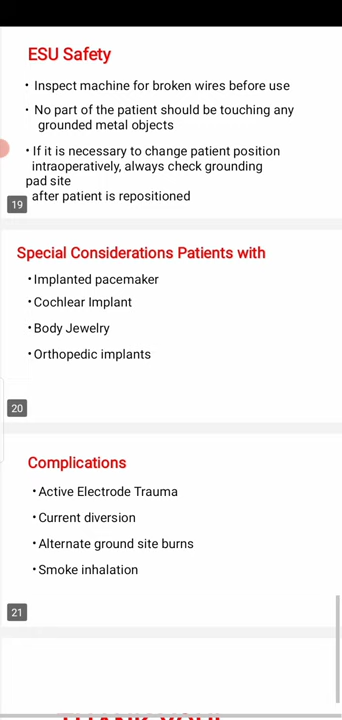 ESU Safety
• Inspect machine for broken wires before use
• No part of the patient should be touching any
grounded metal objects
• If it is necessary to change patient position
intraoperatively, always check grounding
pad site
after patient is repositioned
19
Special Considerations Patients with
• Implanted pacemaker
• Cochlear Implant
• Body Jewelry
• Orthopedic implants
20
Complications
• Active Electrode Trauma
• Current diversion
• Alternate ground site burns
• Smoke inhalation
21